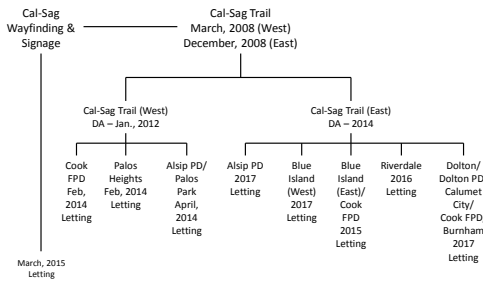 Cal-Sag
Wayfinding &
Signage
Cal-Sag Trail
March, 2008 (West)
December, 2008 (East)
Cal-Sag Trail (West)
DA – Jan., 2012
Cal-Sag Trail (East)
DA – 2014
Cook
FPD
Feb,
2014
Letting
Palos
Heights
Feb, 2014
Letting
Alsip PD/
Palos
Park
April,
2014
Letting
Alsip PD
2017
Letting
Blue
Island
(West)
2017
Letting
Blue
Island
(East)/
Cook
FPD
2015
Letting
Riverdale
2016
Letting
Dolton/
Dolton PD/
Calumet
City/
Cook FPD/
Burnham
2017
Letting
March, 2015
Letting